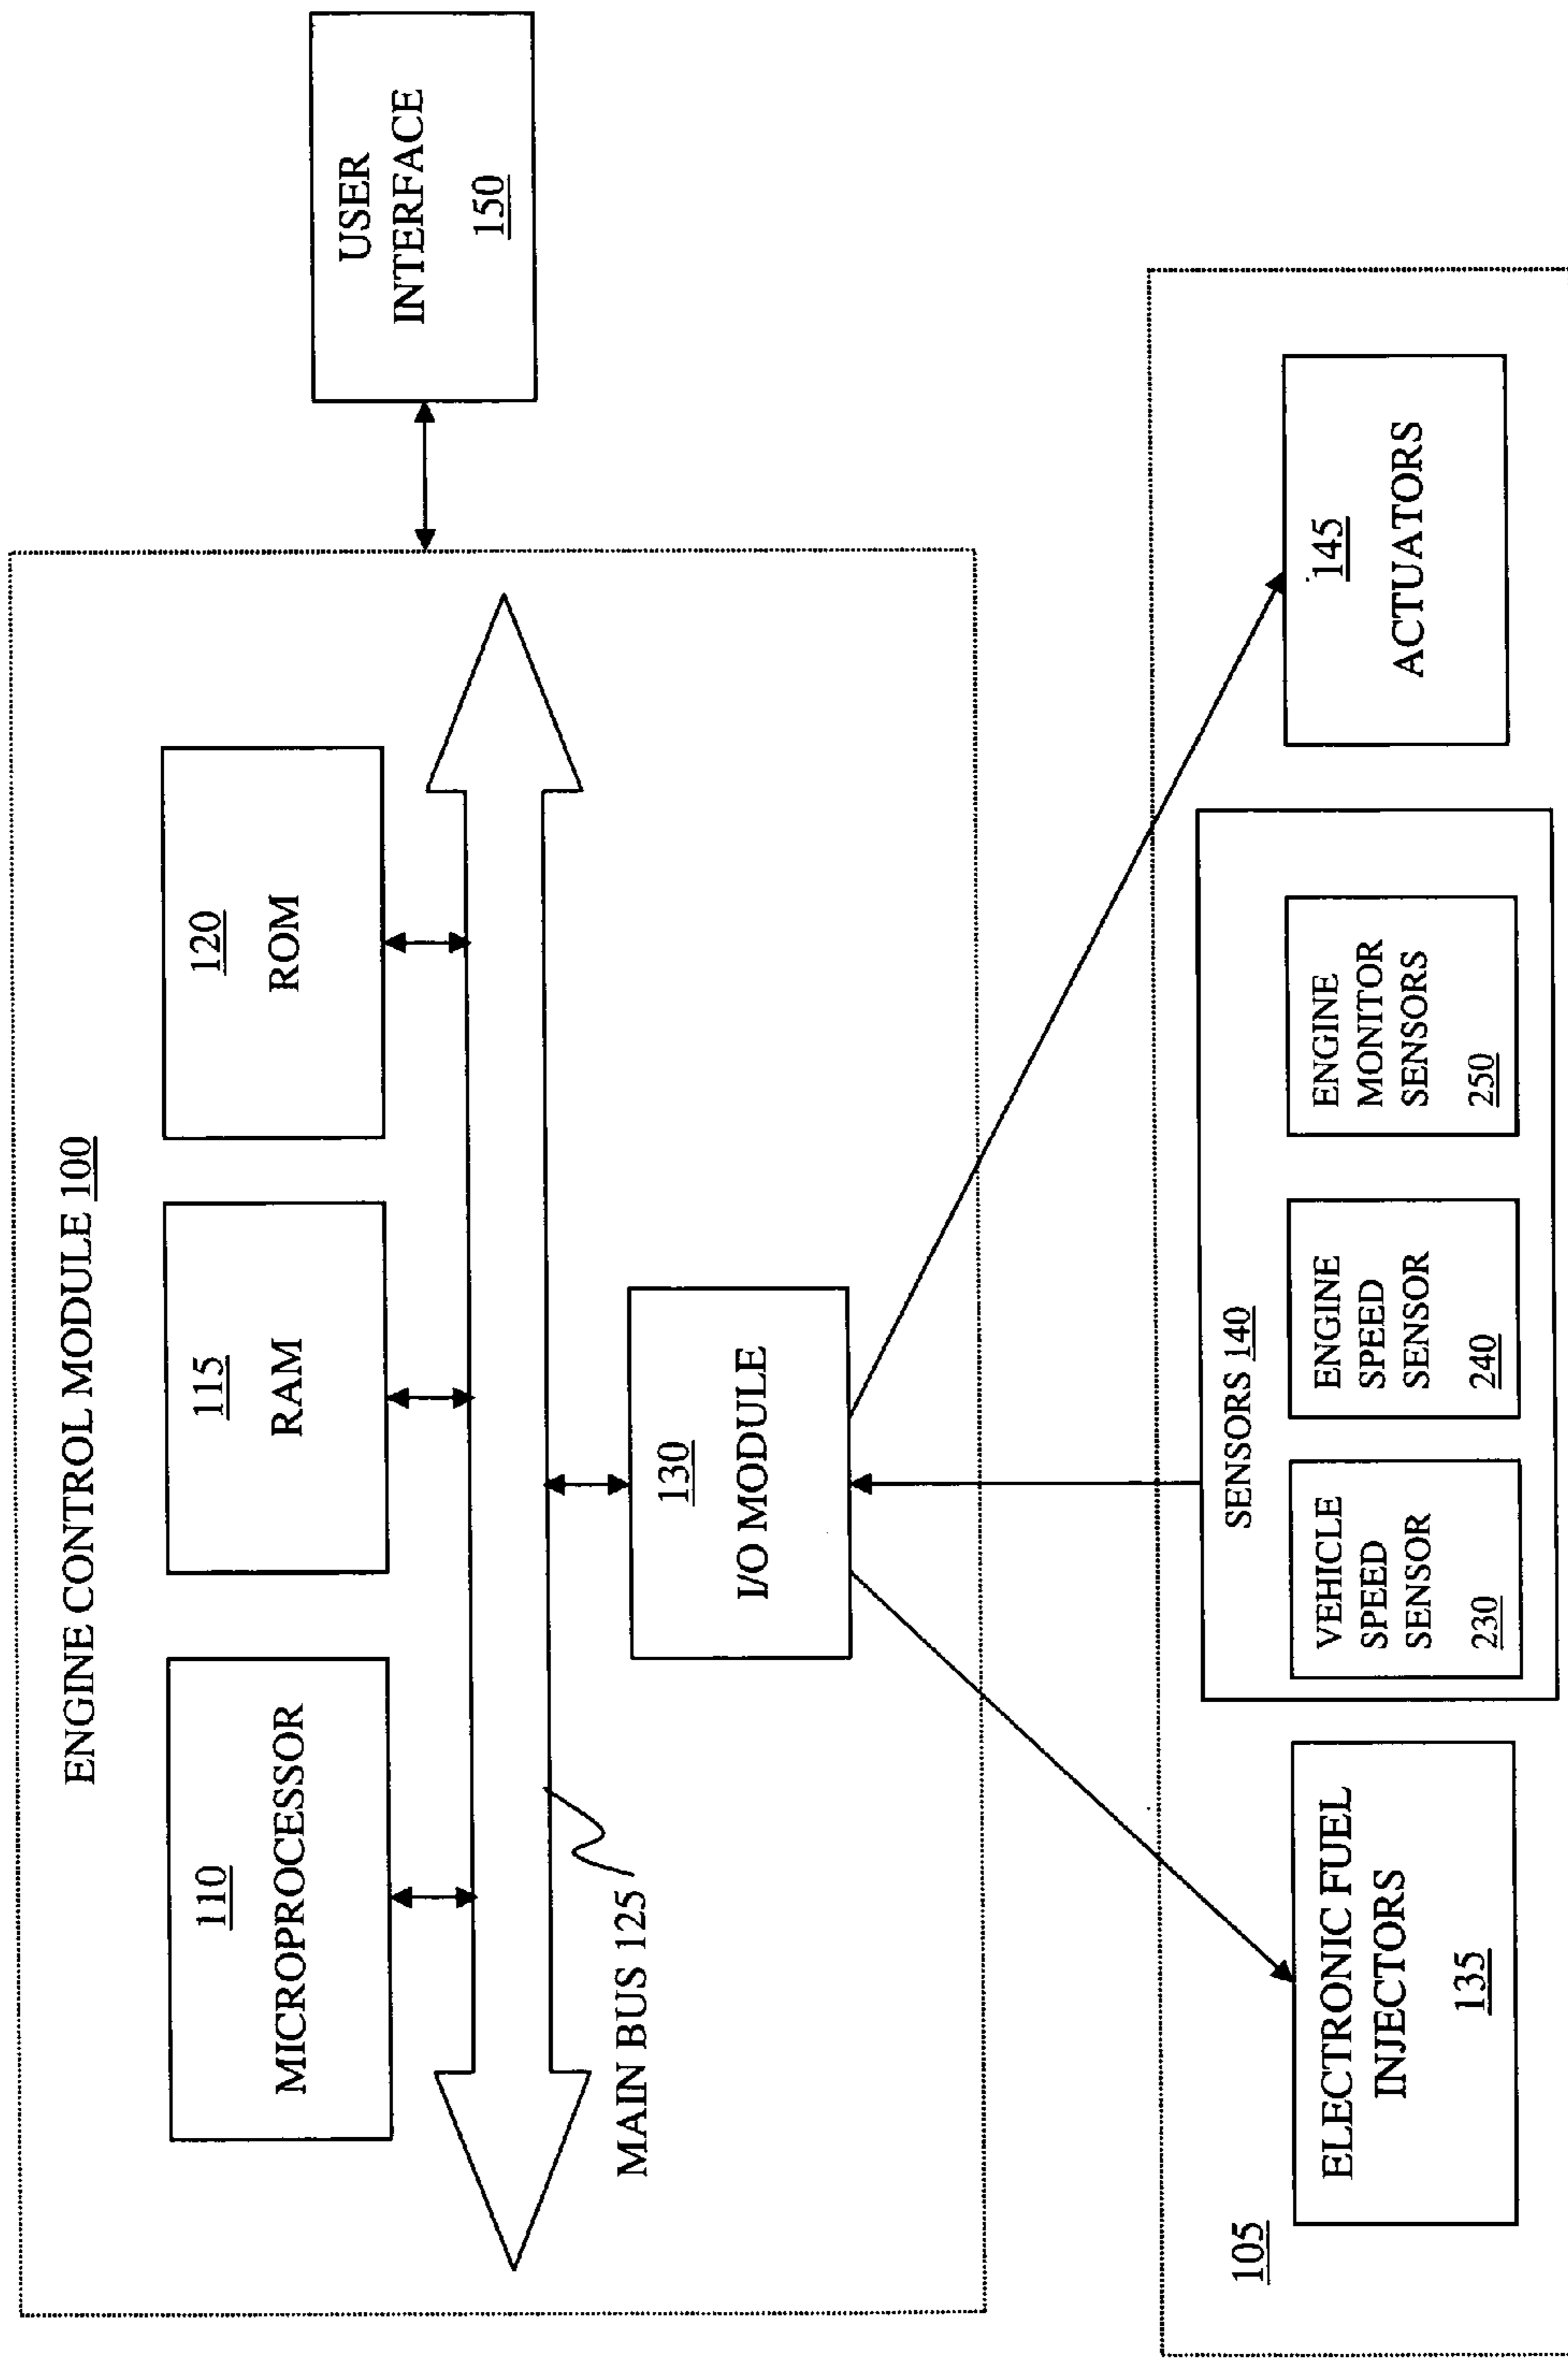 ENGINE CONTROL MODULE 100
110
MICROPROCESSOR
115
RAM
120
ROM
USER
INTERFACE
150
MAIN BUS 125
130
I/O MODULE
105
ELECTRONIC FUEL
INJECTORS
135
SENSORS 140
VEHICLE
SPEED
SENSOR
230
ENGINE
SPEED
SENSOR
240
ENGINE
MONITOR
SENSORS
250
145
ACTUATORS